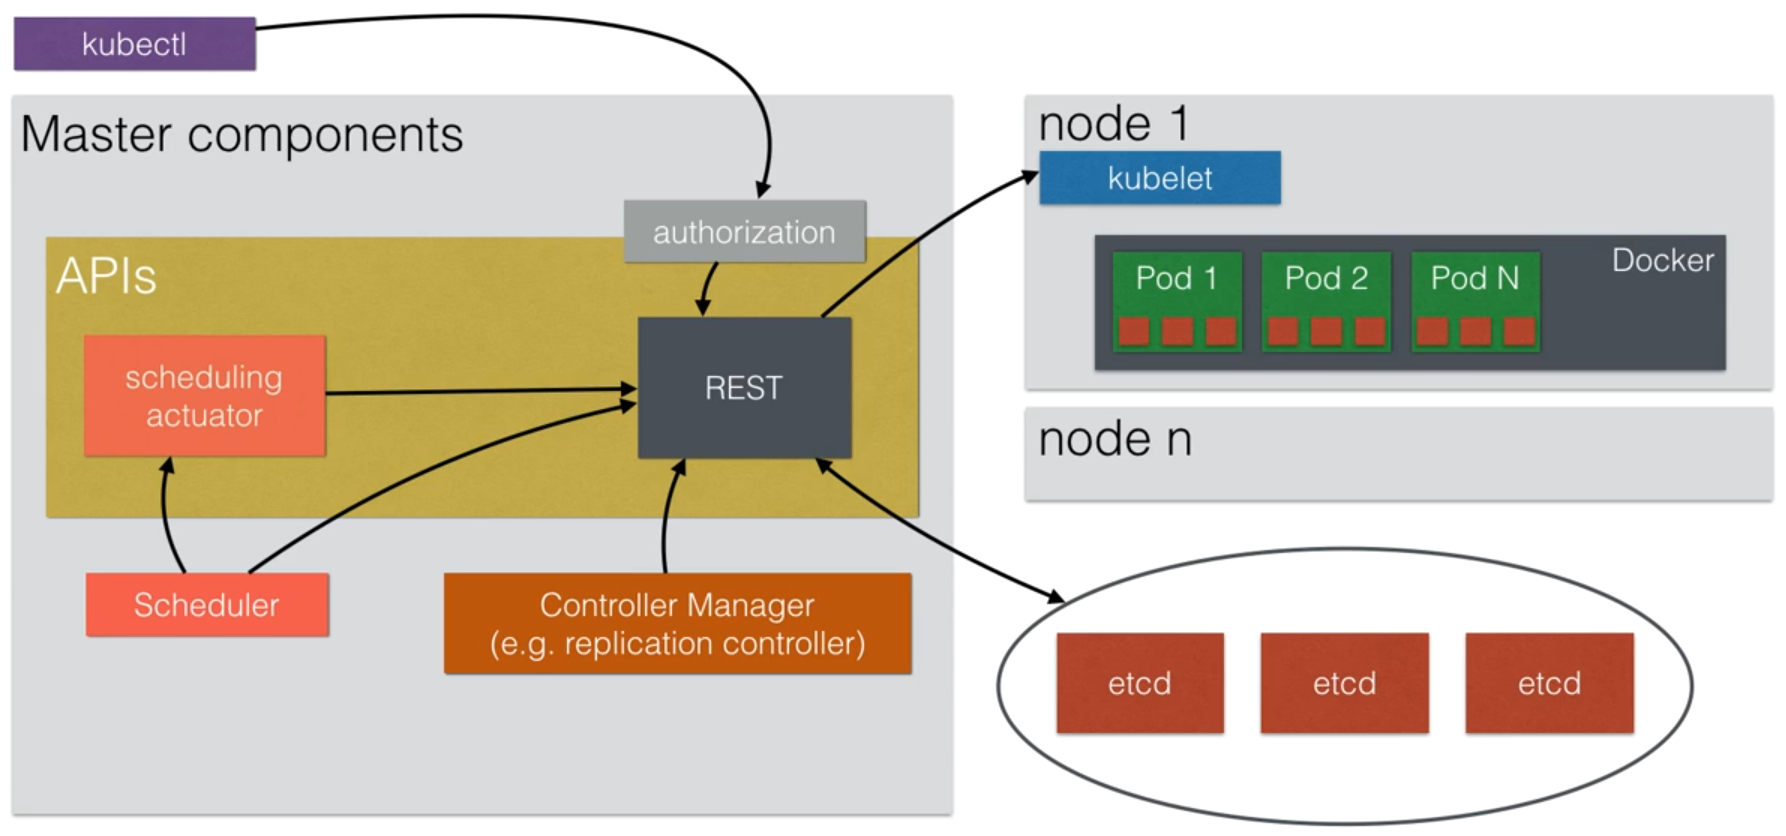 kubectl
Master components
authorization
APIs
scheduling
actuator
REST
Scheduler
Controller Manager
(e.g. replication controller)
node 1
kubelet
Docker
Pod 1
Pod 2
Pod N
node n
etcd
etcd
etcd